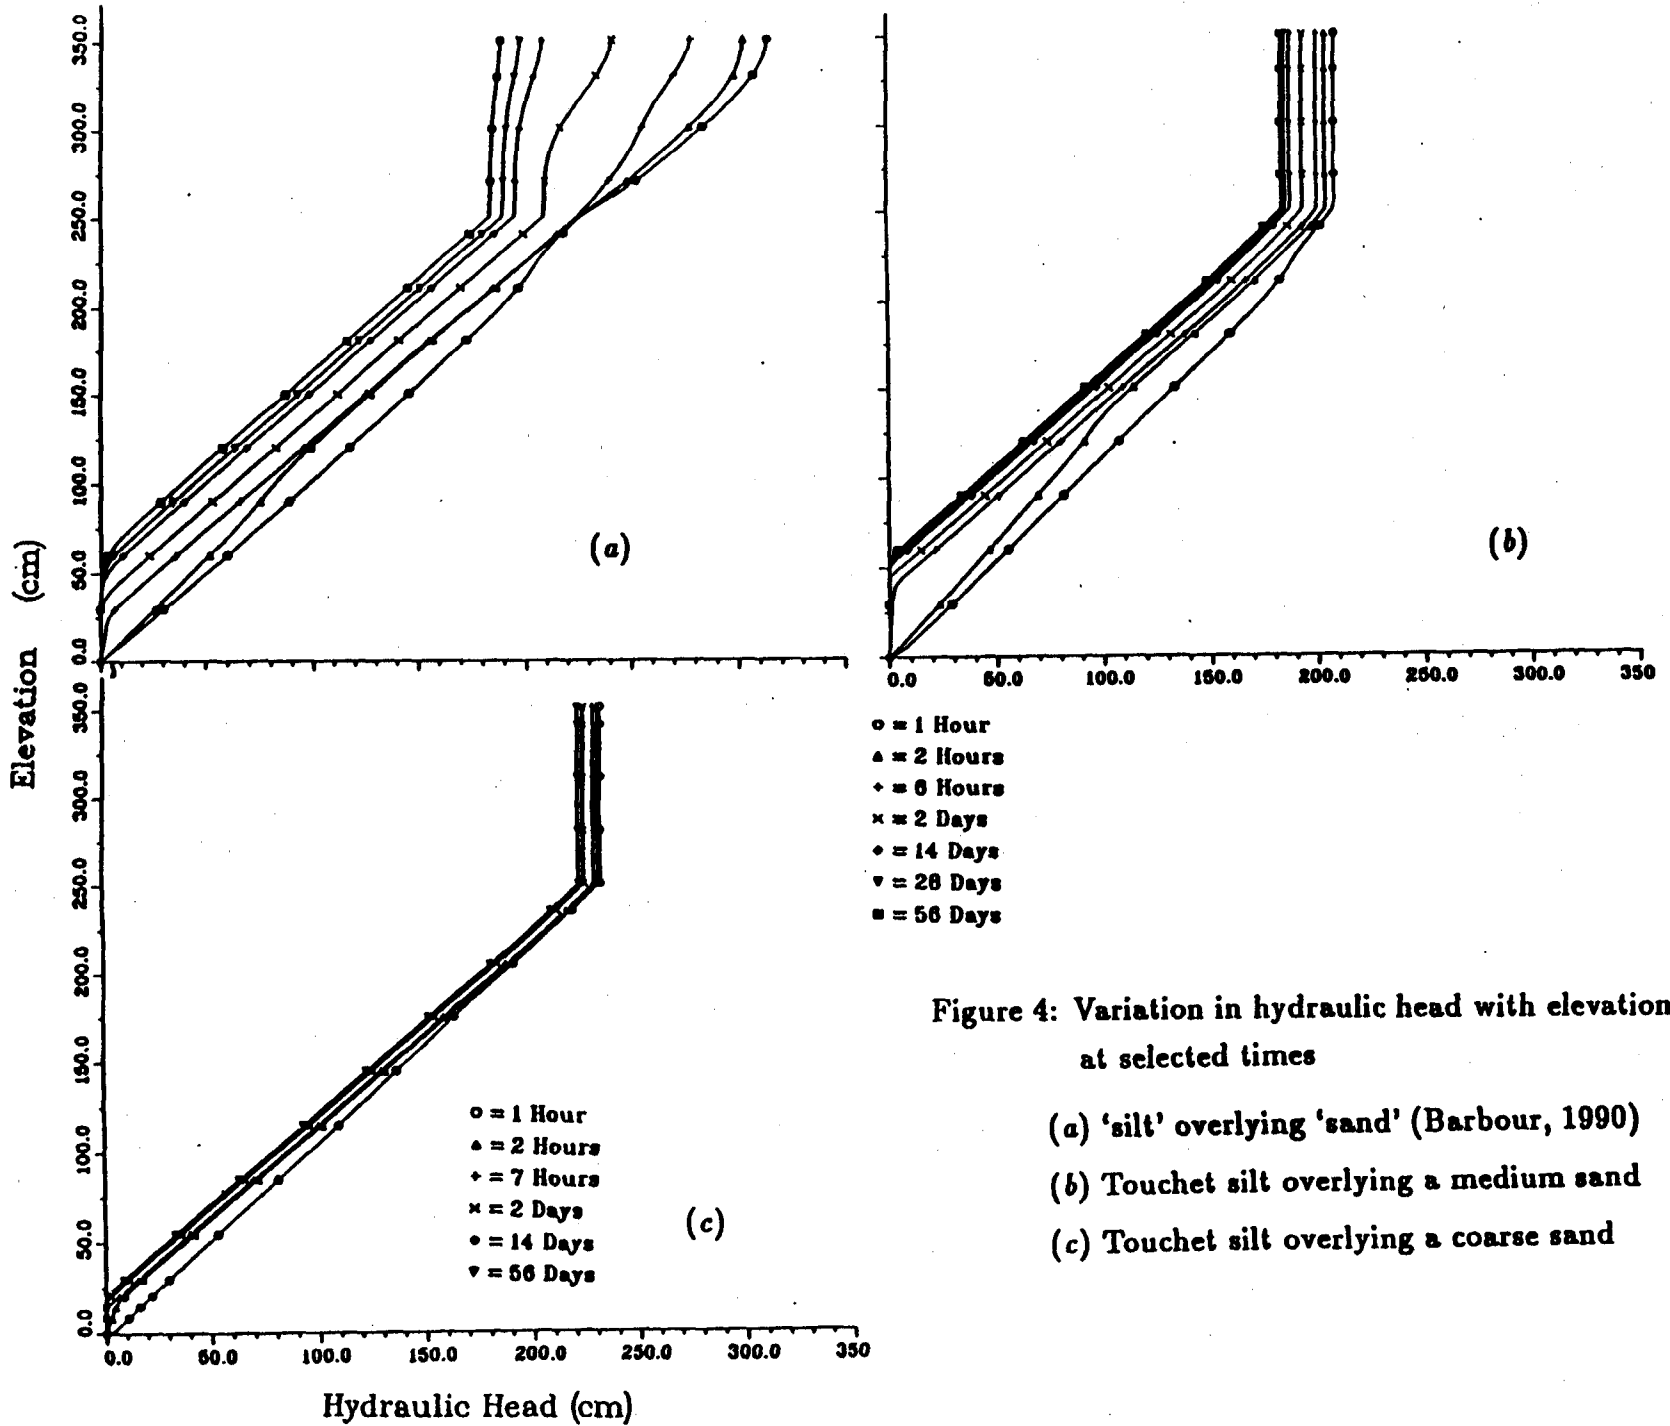 350.0
300.0
250.0
200.0
150.0
100.0
50.0
0.0
(a)
(b)
0.0 50.0 100.0 150.0 200.0 250.0 300.0 350
Elevation (cm)
350.0
300.0
250.0
200.0
150.0
100.0
50.0
0.0
o = 1 Hour
▲ = 2 Hours
+ = 6 Hours
× = 2 Days
◆ = 14 Days
▼ = 28 Days
■ = 56 Days
o = 1 Hour
▲ = 2 Hours
+ = 7 Hours
× = 2 Days
◆ = 14 Days
▼ = 56 Days
(c)
0.0 50.0 100.0 150.0 200.0 250.0 300.0 350
Hydraulic Head (cm)
Figure 4: Variation in hydraulic head with elevation
at selected times
(a) ‘silt’ overlying ‘sand’ (Barbour, 1990)
(b) Touchet silt overlying a medium sand
(c) Touchet silt overlying a coarse sand